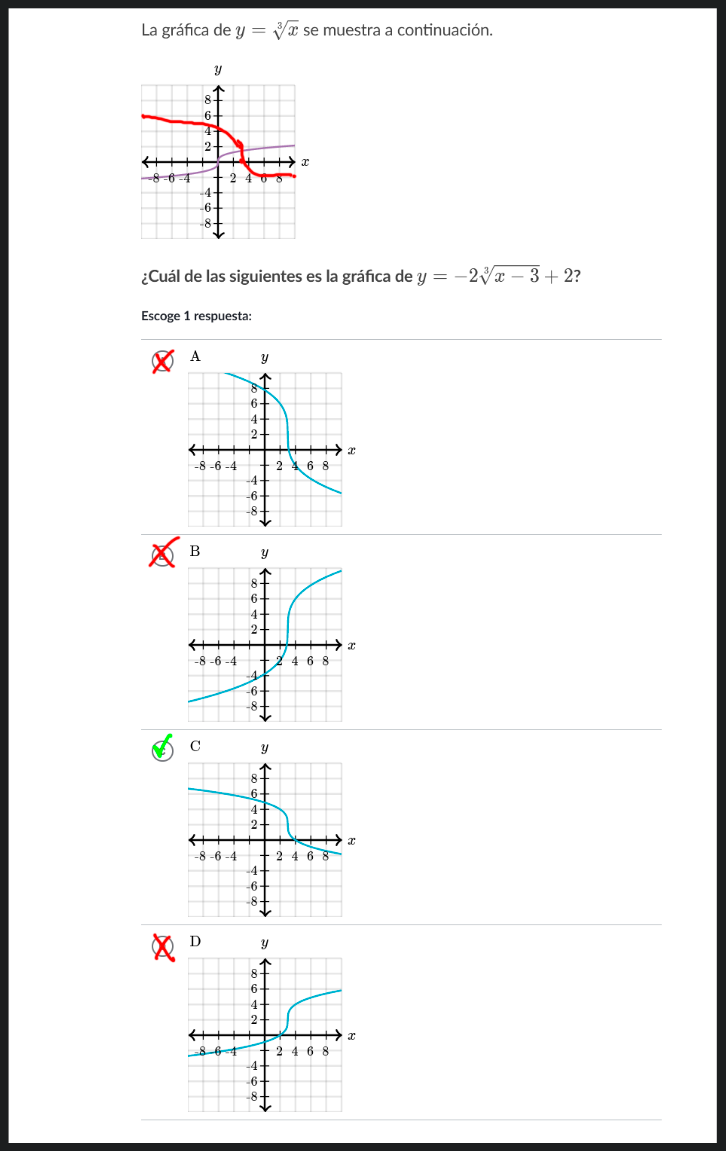 La gráfica de y = ∛x se muestra a continuación.
y
8
6
4
2
x
-8 -6 -4
2 4 6 8
-4
-6
-8
¿Cuál de las siguientes es la gráfica de y = −2∛(x − 3) + 2?
Escoge 1 respuesta:
A
y
8
6
4
2
x
-8 -6 -4
2 4 6 8
-4
-6
-8
B
y
8
6
4
2
x
-8 -6 -4
2 4 6 8
-4
-6
-8
C
y
8
6
4
2
x
-8 -6 -4
2 4 6 8
-4
-6
-8
D
y
8
6
4
2
x
-8 -6 -4
2 4 6 8
-4
-6
-8